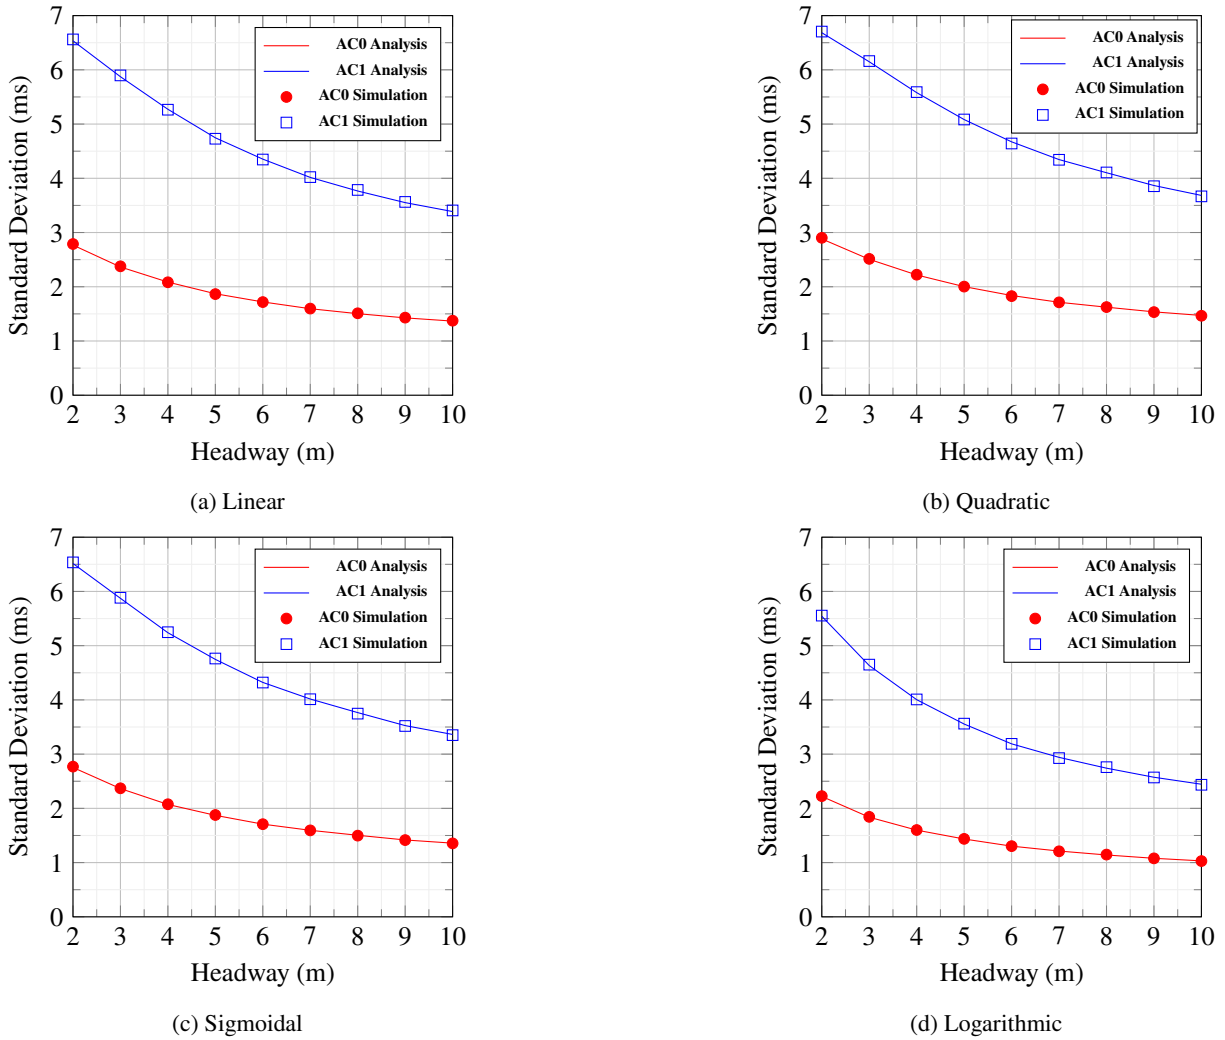 7
6
5
4
3
2
1
0
Standard Deviation (ms)
AC0 Analysis
AC1 Analysis
AC0 Simulation
AC1 Simulation
2 3 4 5 6 7 8 9 10
Headway (m)
(a) Linear
7
6
5
4
3
2
1
0
Standard Deviation (ms)
AC0 Analysis
AC1 Analysis
AC0 Simulation
AC1 Simulation
2 3 4 5 6 7 8 9 10
Headway (m)
(b) Quadratic
7
6
5
4
3
2
1
0
Standard Deviation (ms)
AC0 Analysis
AC1 Analysis
AC0 Simulation
AC1 Simulation
2 3 4 5 6 7 8 9 10
Headway (m)
(c) Sigmoidal
7
6
5
4
3
2
1
0
Standard Deviation (ms)
AC0 Analysis
AC1 Analysis
AC0 Simulation
AC1 Simulation
2 3 4 5 6 7 8 9 10
Headway (m)
(d) Logarithmic